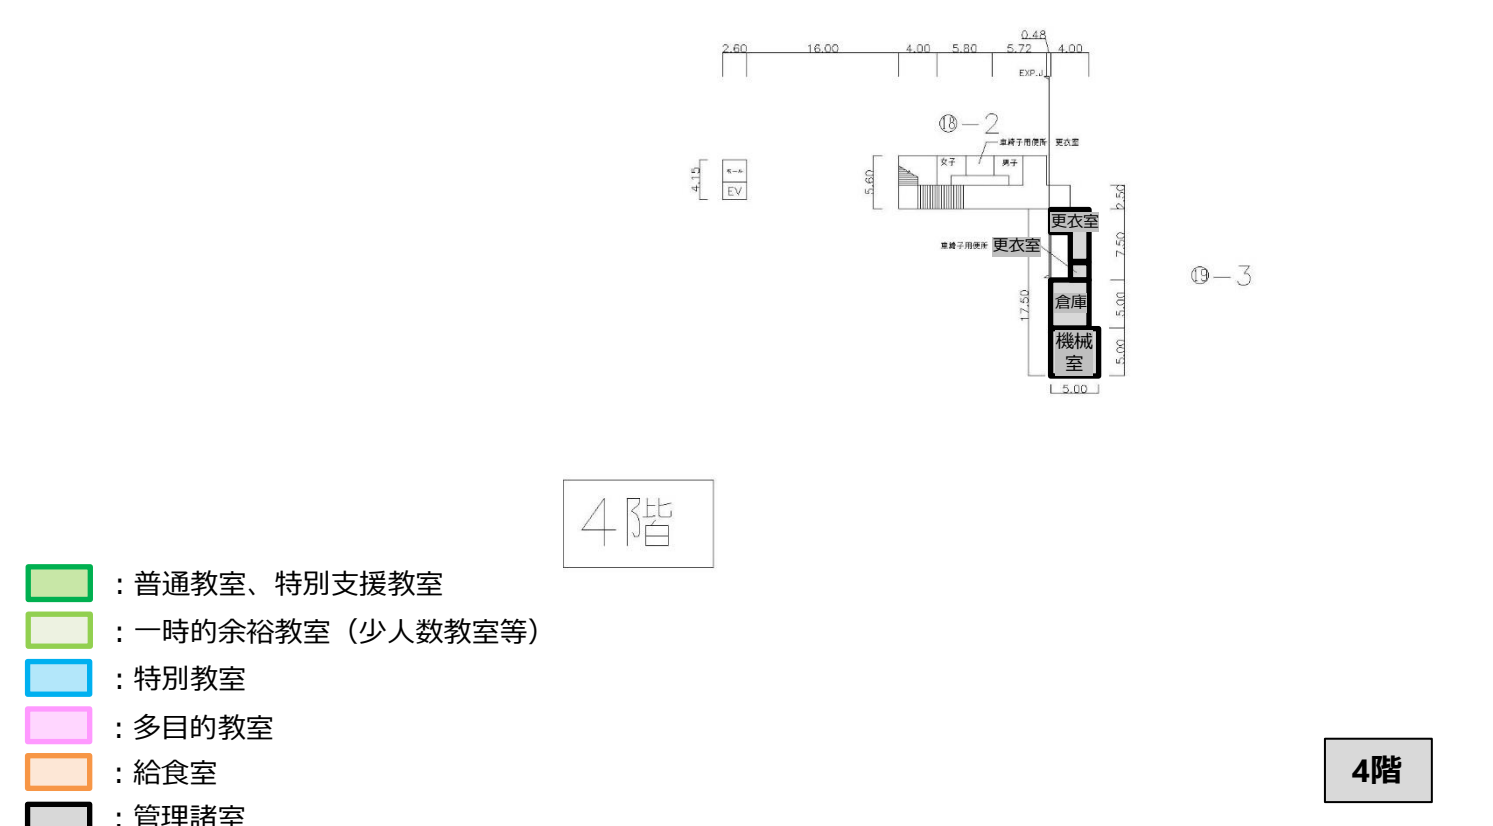 0.48
2.60 16.00 4.00 5.80 5.72 4.00
EXP.J
⑱-2
車椅子用便所 更衣室
女子 男子
4.15
ホール
EV
5.60
2.50
更衣室
車椅子用便所 更衣室
7.50
⑲-3
17.50
倉庫
5.00
機械
室
5.00
5.00
4階
：普通教室、特別支援教室
：一時的余裕教室（少人数教室等）
：特別教室
：多目的教室
：給食室
4階
：管理諸室